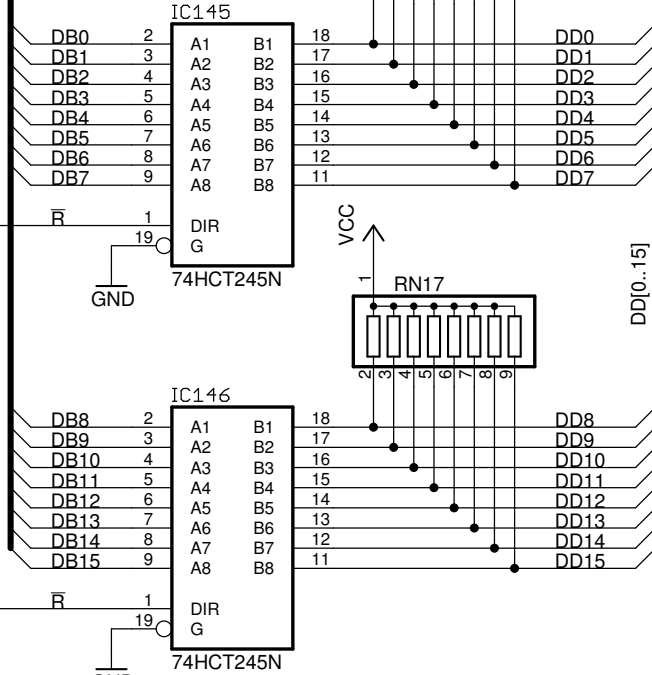 IC145
DB0 2 A1 B1 18 DD0
DB1 3 A2 B2 17 DD1
DB2 4 A3 B3 16 DD2
DB3 5 A4 B4 15 DD3
DB4 6 A5 B5 14 DD4
DB5 7 A6 B6 13 DD5
DB6 8 A7 B7 12 DD6
DB7 9 A8 B8 11 DD7
R̅ 1 DIR
19 G
GND
74HCT245N
VCC
1 RN17
2 3 4 5 6 7 8 9
DD[0..15]
IC146
DB8 2 A1 B1 18 DD8
DB9 3 A2 B2 17 DD9
DB10 4 A3 B3 16 DD10
DB11 5 A4 B4 15 DD11
DB12 6 A5 B5 14 DD12
DB13 7 A6 B6 13 DD13
DB14 8 A7 B7 12 DD14
DB15 9 A8 B8 11 DD15
R̅ 1 DIR
19 G
74HCT245N